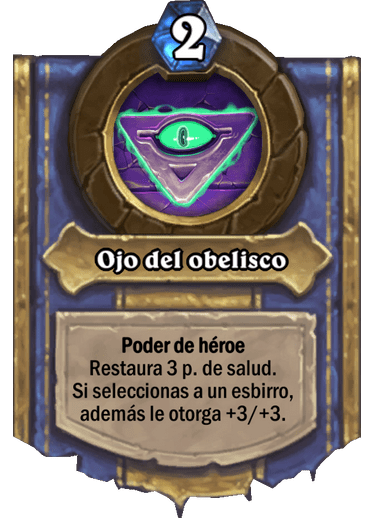 2
Ojo del obelisco
Poder de héroe
Restaura 3 p. de salud.
Si seleccionas a un esbirro,
además le otorga +3/+3.